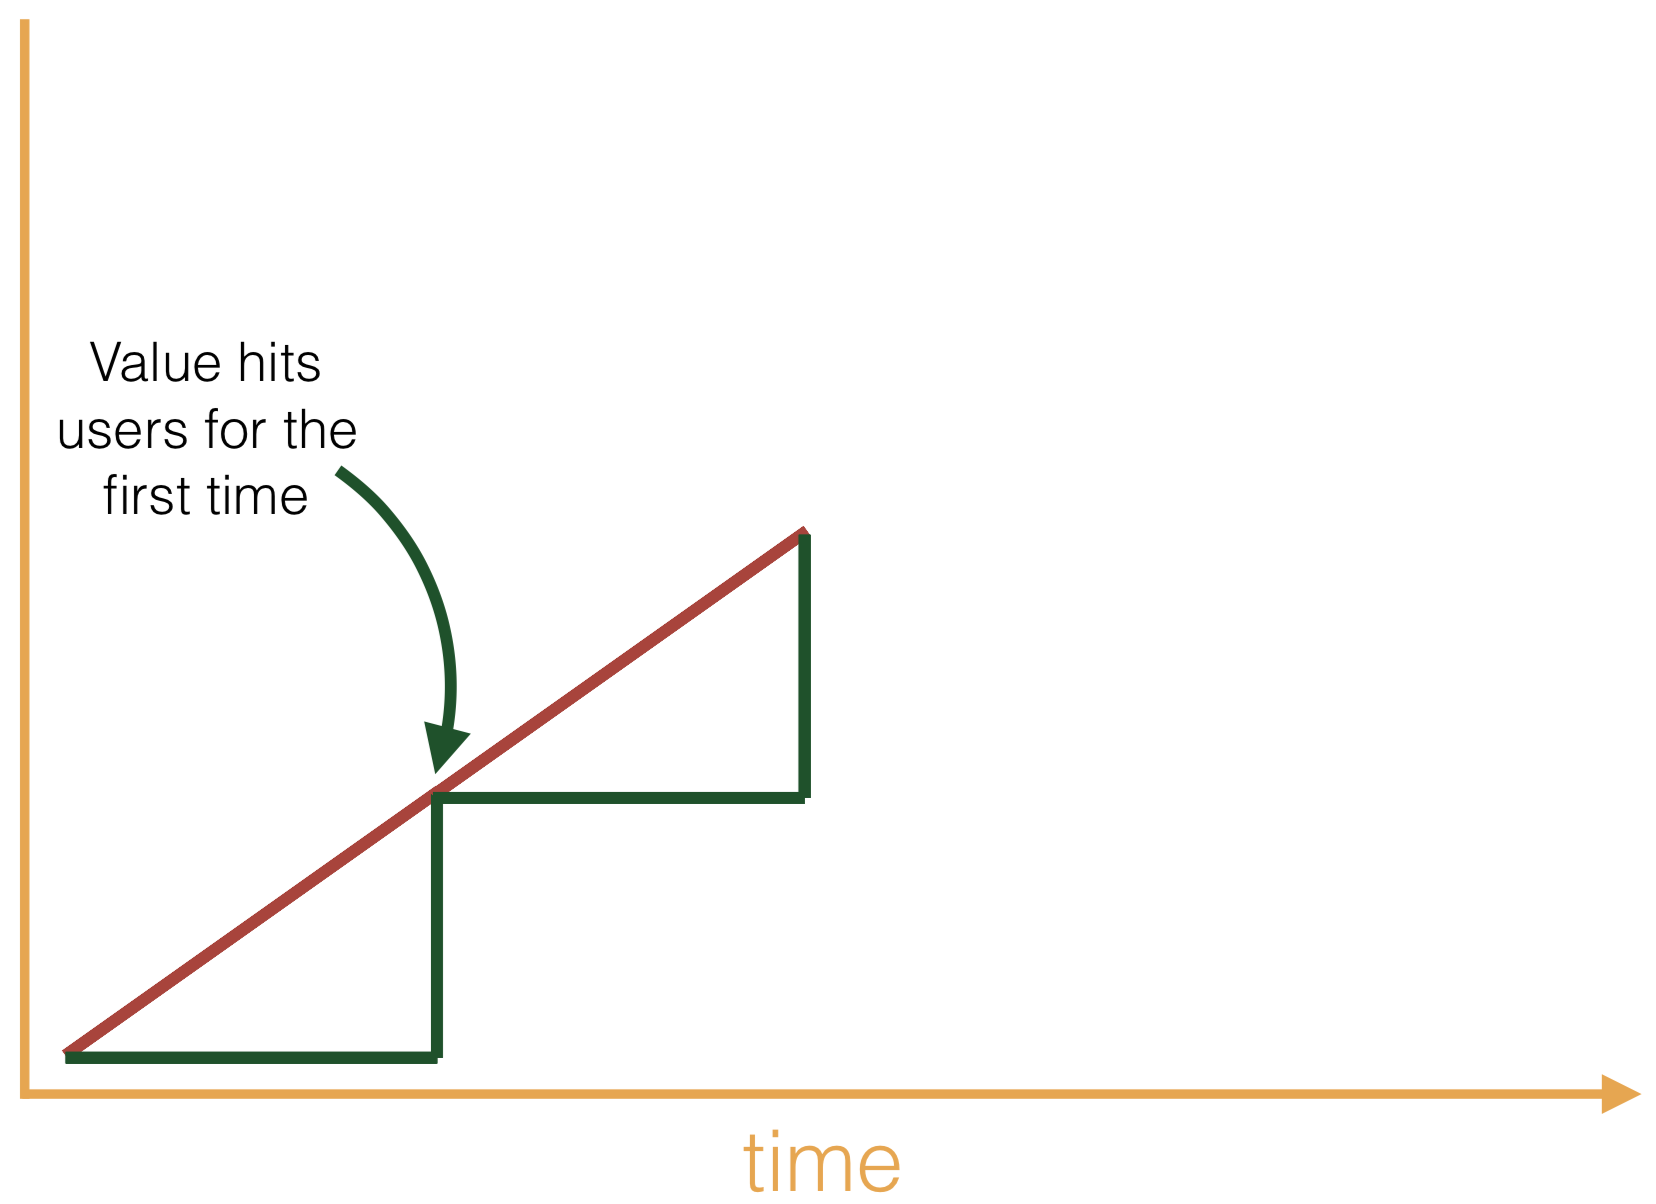 Value hits
users for the
first time
time